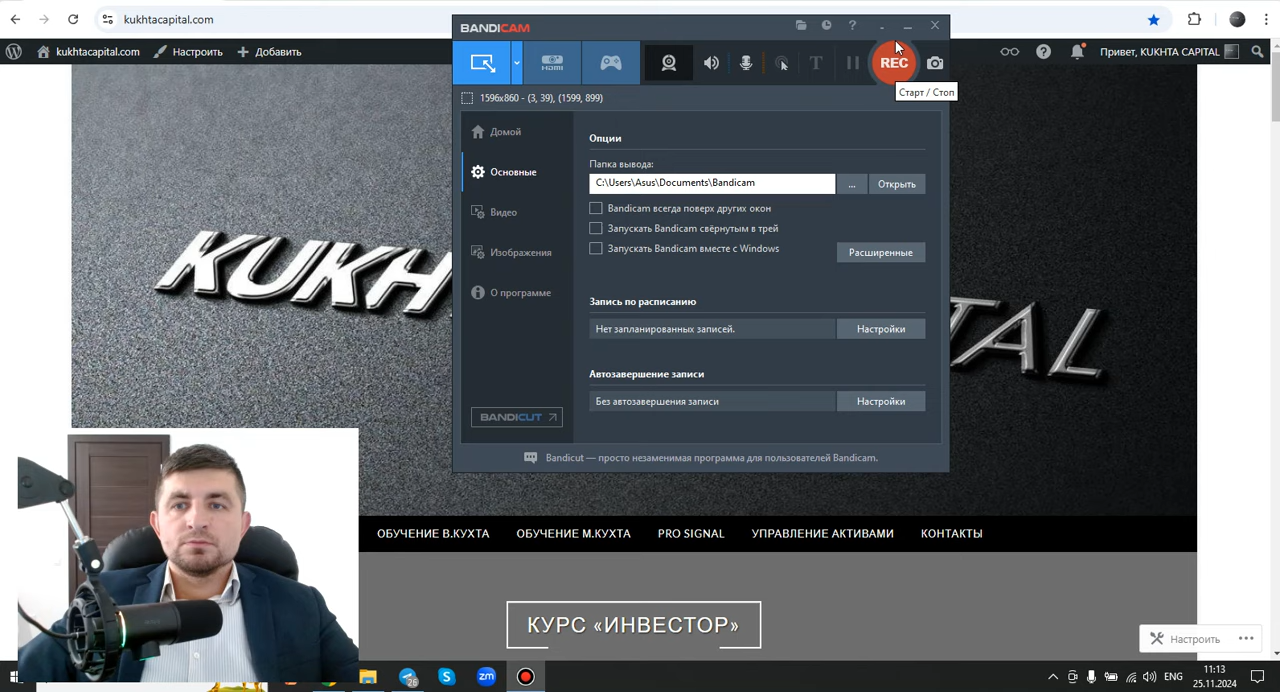 kukhtacapital.com
BANDICAM
kukhtacapital.com
Настройки
Добавить
Привет, KUKHTA CAPITAL
HDMI
T
REC
Старт / Стоп
1596x860 - (3, 39), (1599, 899)
Домой
Основные
Видео
Изображения
О программе
BANDICUT
Опции
Папка вывода:
C:\Users\Asus\Documents\Bandicam
...
Открыть
Bandicam всегда поверх других окон
Запускать Bandicam свёрнутым в трей
Запускать Bandicam вместе с Windows
Расширенные
Запись по расписанию
Нет запланированных записей.
Настройки
Автозавершение записи
Без автозавершения записи
Настройки
Bandicut — просто незаменимая программа для пользователей Bandicam.
KUKH
TAL
ОБУЧЕНИЕ В.КУХТА
ОБУЧЕНИЕ М.КУХТА
PRO SIGNAL
УПРАВЛЕНИЕ АКТИВАМИ
КОНТАКТЫ
КУРС «ИНВЕСТОР»
Настроить
26
zm
ENG
11:13
25.11.2024